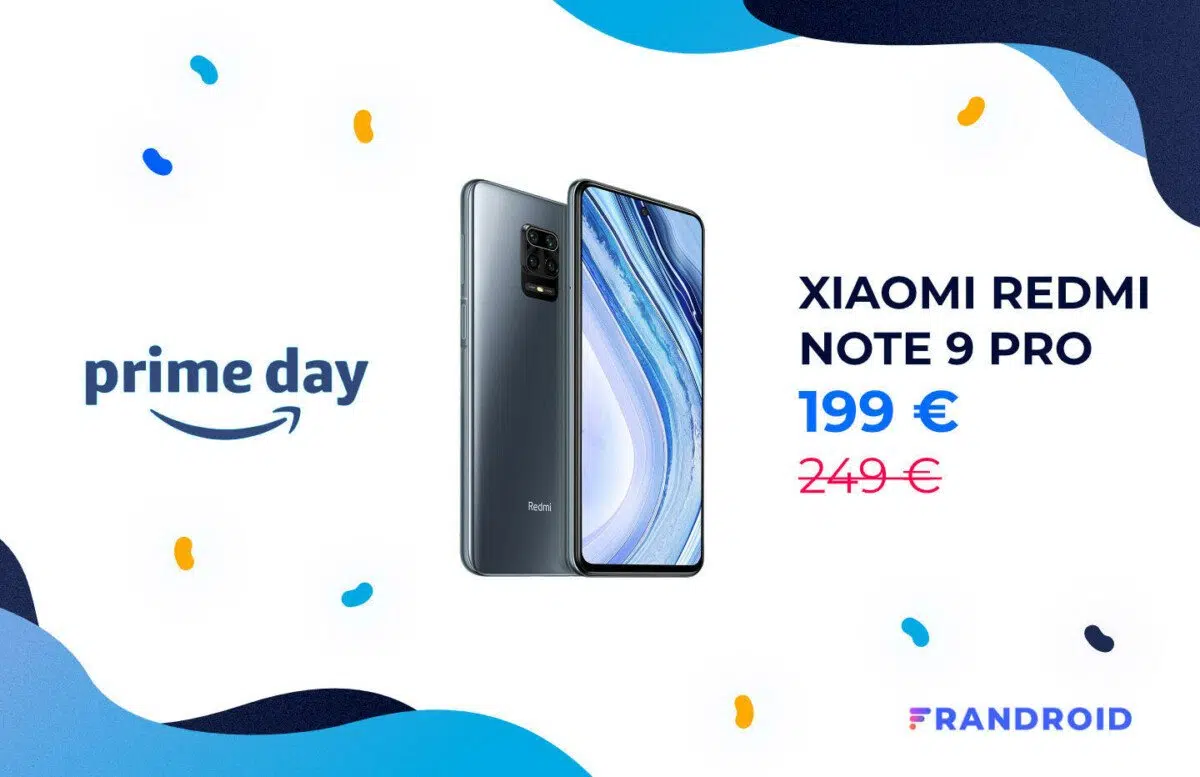 prime day
Redmi
XIAOMI REDMI
NOTE 9 PRO
199 €
249 €
FRANDROID